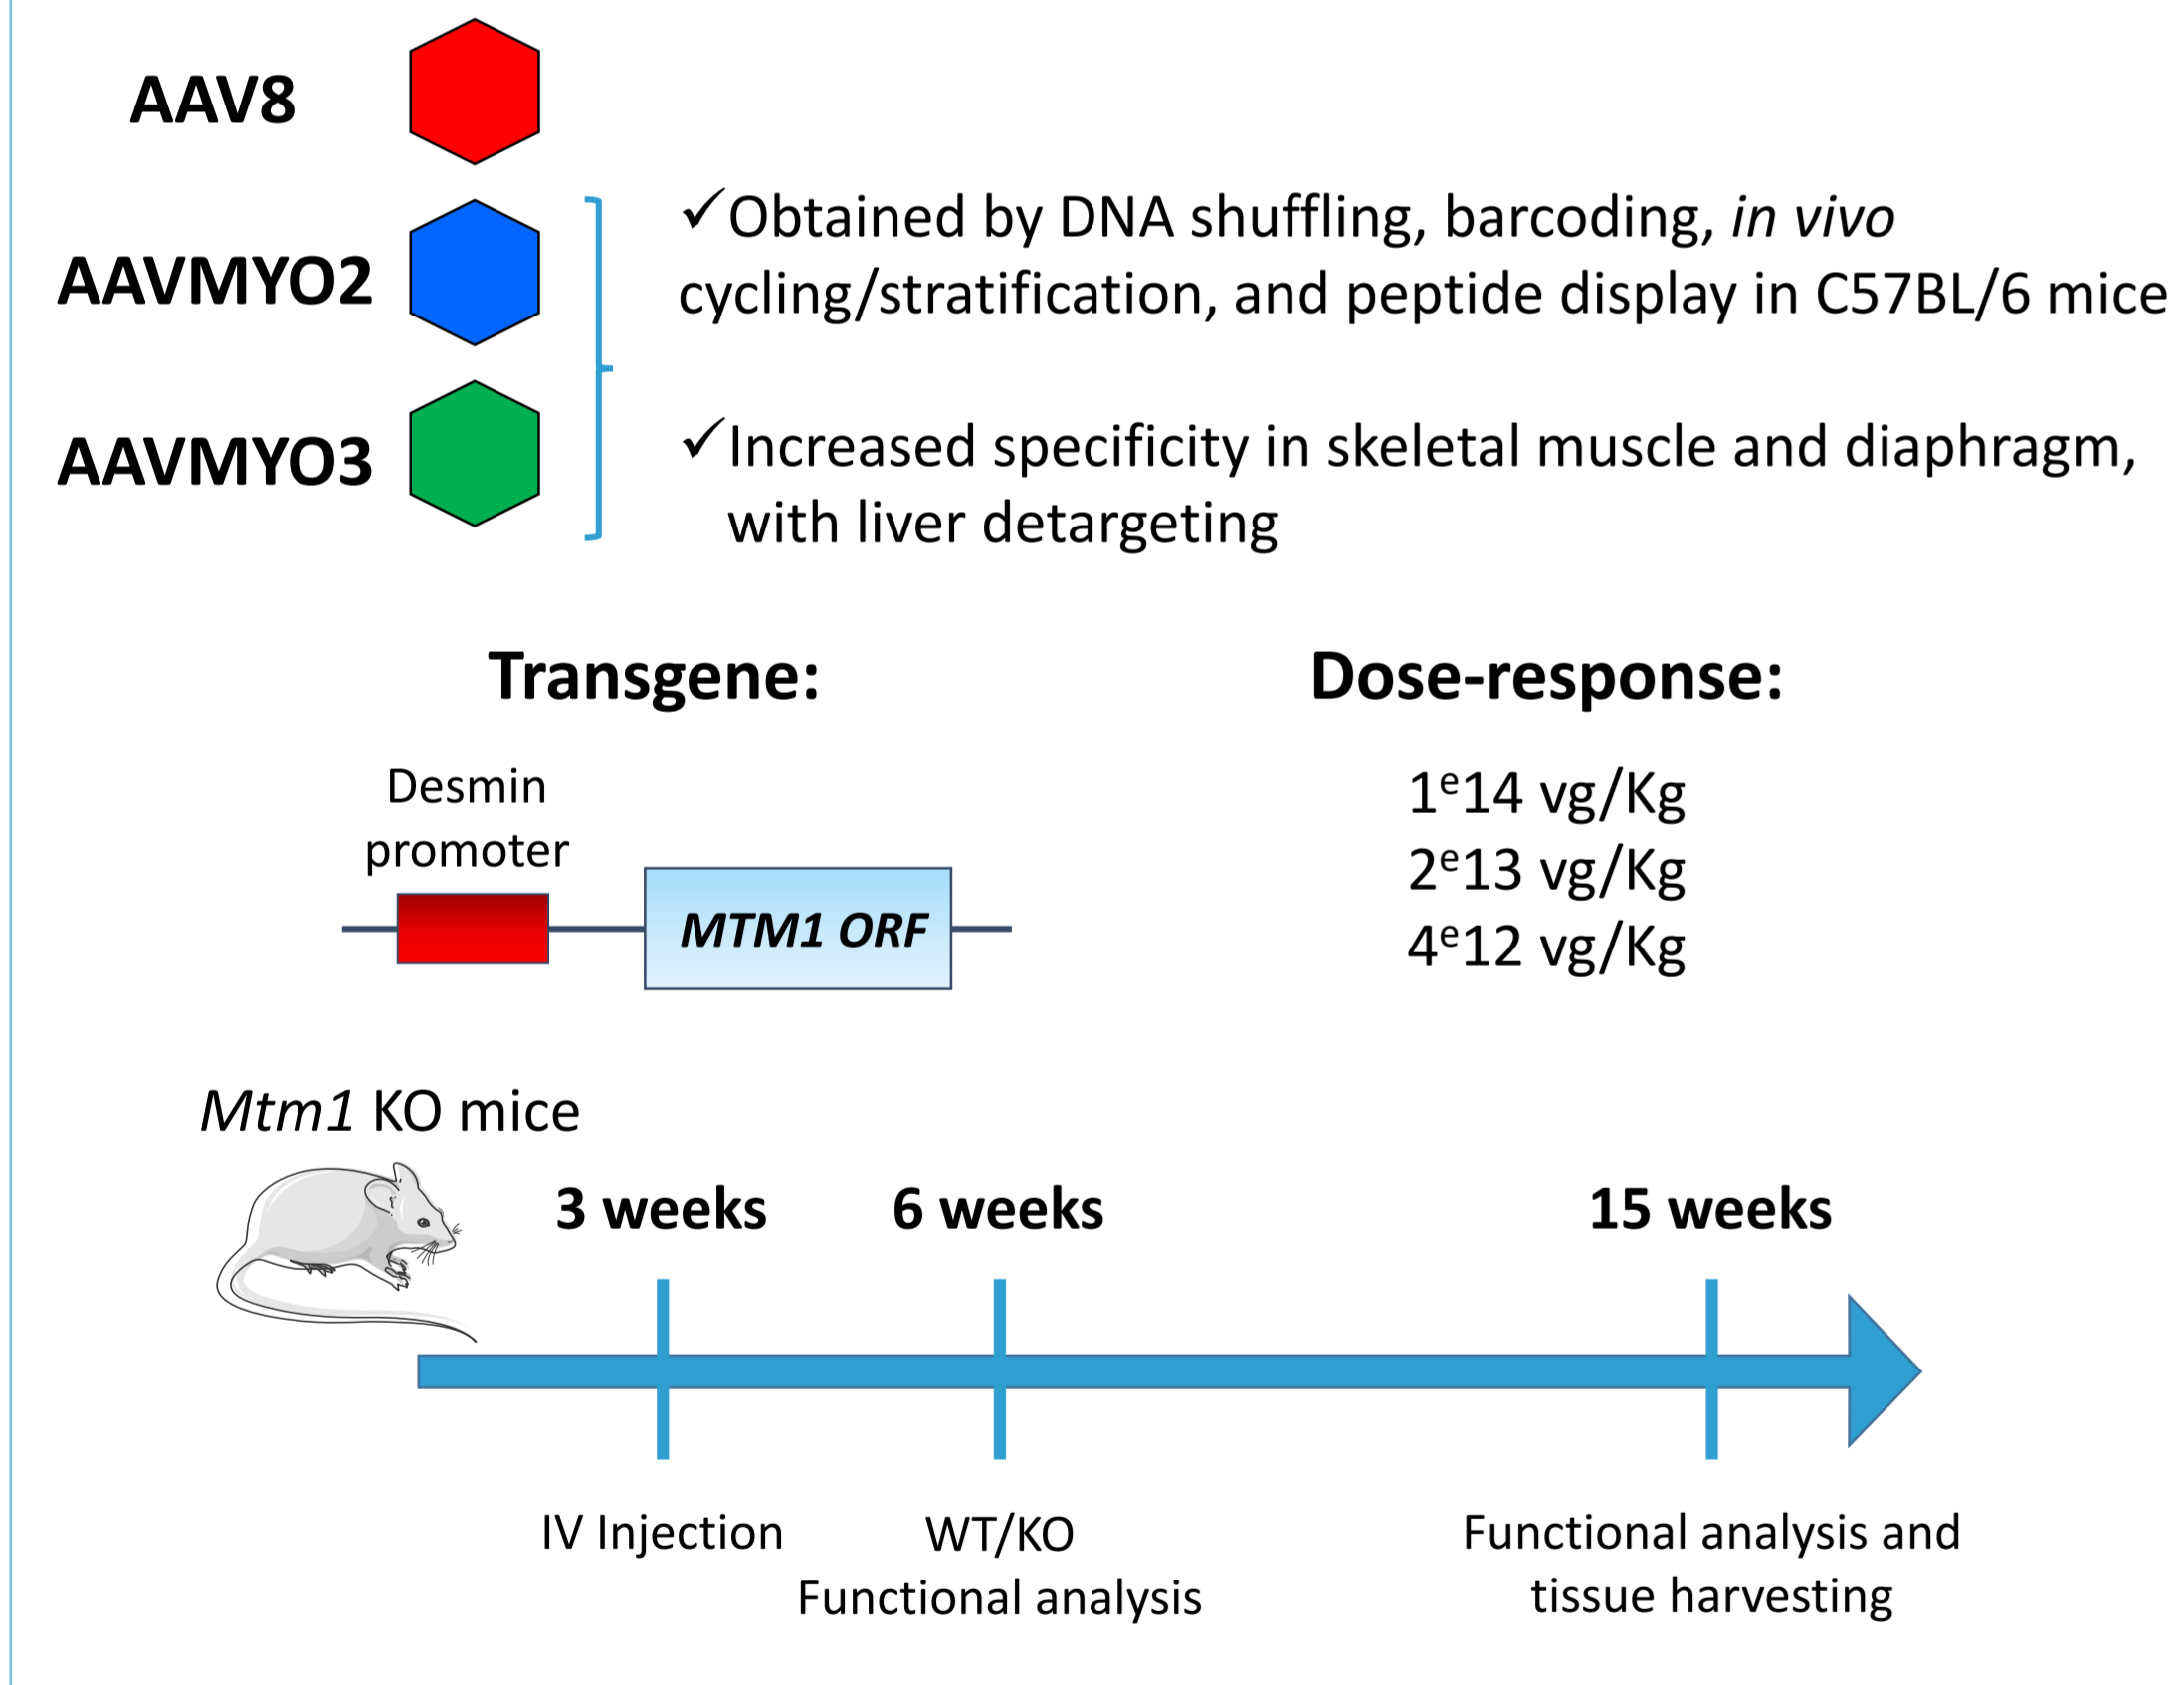 AAV8
AAVMYO2
AAVMYO3
✓Obtained by DNA shuffling, barcoding, in vivo
cycling/stratification, and peptide display in C57BL/6 mice
✓Increased specificity in skeletal muscle and diaphragm,
with liver detargeting
Transgene:
Desmin
promoter
MTM1 ORF
Dose-response:
1ᵉ14 vg/Kg
2ᵉ13 vg/Kg
4ᵉ12 vg/Kg
Mtm1 KO mice
3 weeks
6 weeks
15 weeks
IV Injection
WT/KO
Functional analysis
Functional analysis and
tissue harvesting